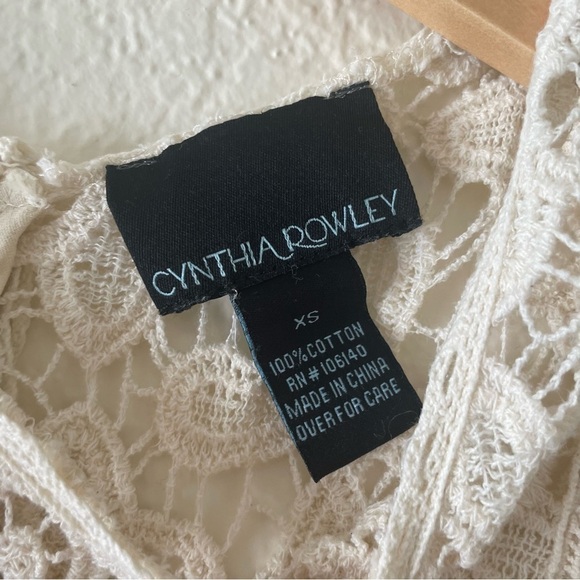 CYNTHIA ROWLEY
XS
100% COTTON
RN# 106140
MADE IN CHINA
OVER FOR CARE